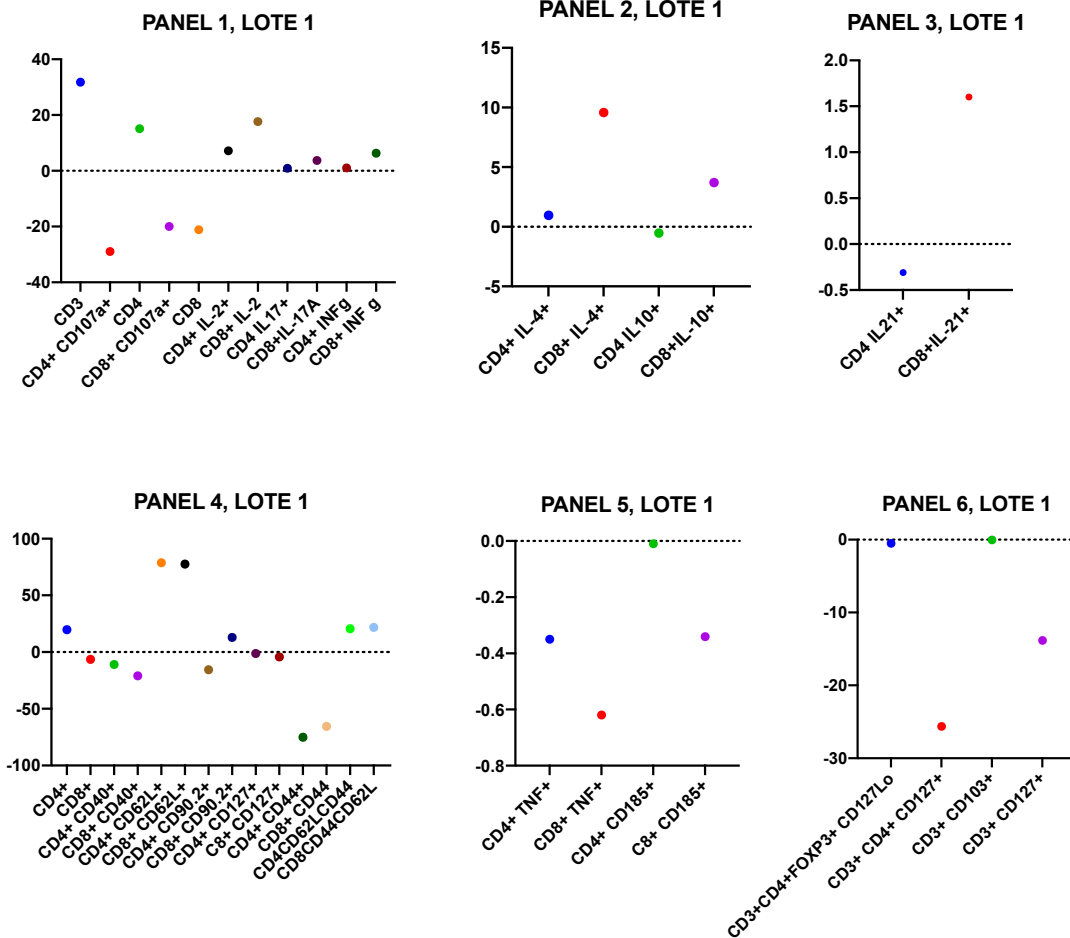 PANEL 1, LOTE 1
40
20
0
-20
-40
CD3
CD4+ CD107a+
CD4
CD8+ CD107a+
CD8
CD4+ IL-2+
CD8+ IL-2
CD4 IL17+
CD8+IL-17A
CD4+ INFg
CD8+ INF g
PANEL 2, LOTE 1
15
10
5
0
-5
CD4+ IL-4+
CD8+ IL-4+
CD4 IL10+
CD8+IL-10+
PANEL 3, LOTE 1
2.0
1.5
1.0
0.5
0.0
-0.5
CD4 IL21+
CD8+IL-21+
PANEL 4, LOTE 1
100
50
0
-50
-100
CD4+
CD8+
CD4+ CD40+
CD8+ CD40+
CD4+ CD62L+
CD8+ CD62L+
CD4+ CD90.2+
CD8+ CD90.2+
CD4+ CD127+
C8+ CD127+
CD4+ CD44+
CD8+ CD44
CD4CD62LCD44
CD8CD44CD62L
PANEL 5, LOTE 1
0.0
-0.2
-0.4
-0.6
-0.8
CD4+ TNF+
CD8+ TNF+
CD4+ CD185+
C8+ CD185+
PANEL 6, LOTE 1
0
-10
-20
-30
CD3+CD4+FOXP3+ CD127Lo
CD3+ CD4+ CD127+
CD3+ CD103+
CD3+ CD127+